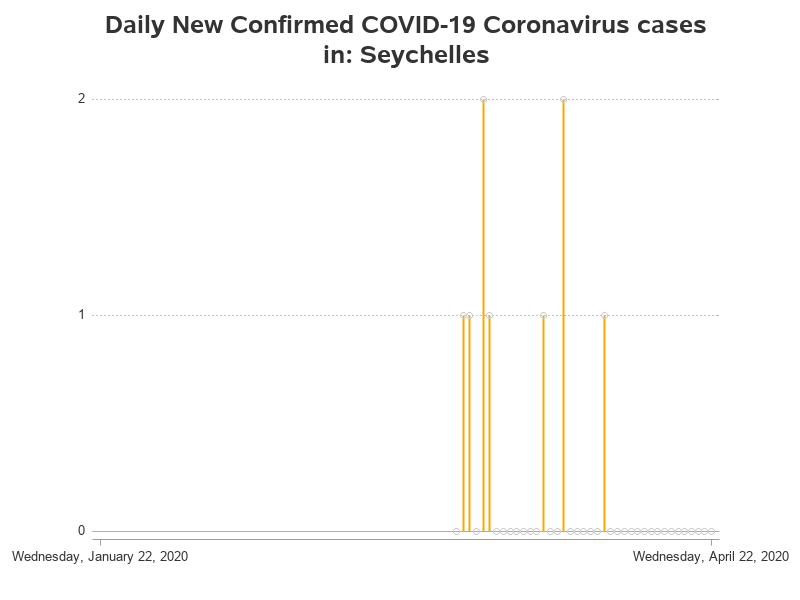 Daily New Confirmed COVID-19 Coronavirus cases
in: Seychelles
2
1
0
Wednesday, January 22, 2020
Wednesday, April 22, 2020